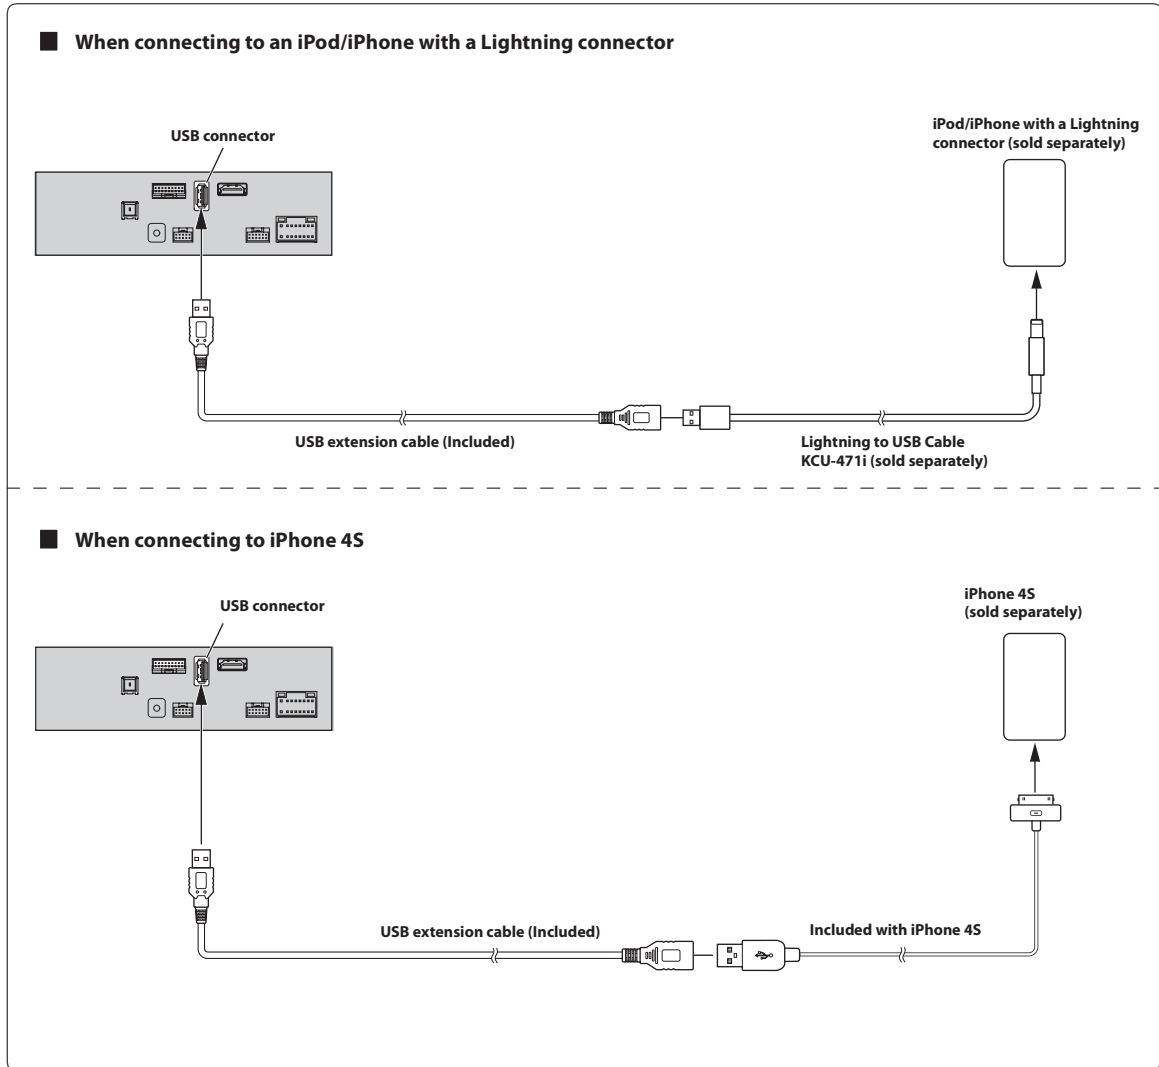 When connecting to an iPod/iPhone with a Lightning connector
USB connector
iPod/iPhone with a Lightning
connector (sold separately)
USB extension cable (Included)
Lightning to USB Cable
KCU-471i (sold separately)
When connecting to iPhone 4S
USB connector
iPhone 4S
(sold separately)
USB extension cable (Included)
Included with iPhone 4S